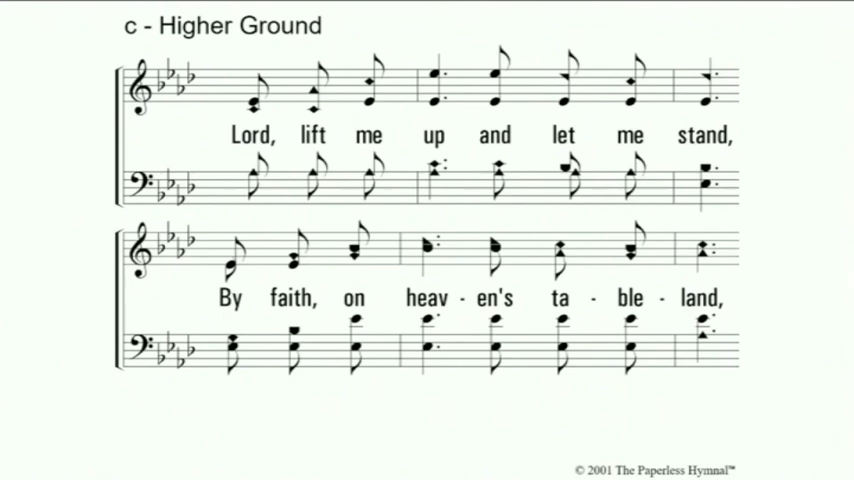 c - Higher Ground
Lord, lift me up and let me stand,
By faith, on heav - en's ta - ble - land,
© 2001 The Paperless Hymnal™